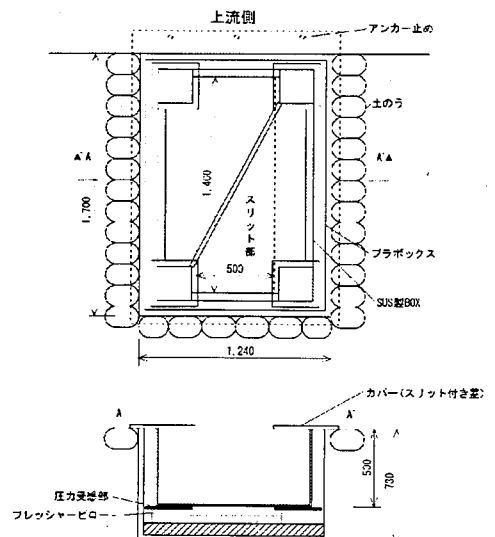 上流側
アンカー止め
土のう
A
A'
1,700
1,400
スリット部
500
プラボックス
SUS製BOX
1,240
カバー(スリット付き蓋)
A
A'
500
730
圧力受感部
プレッシャーピロー